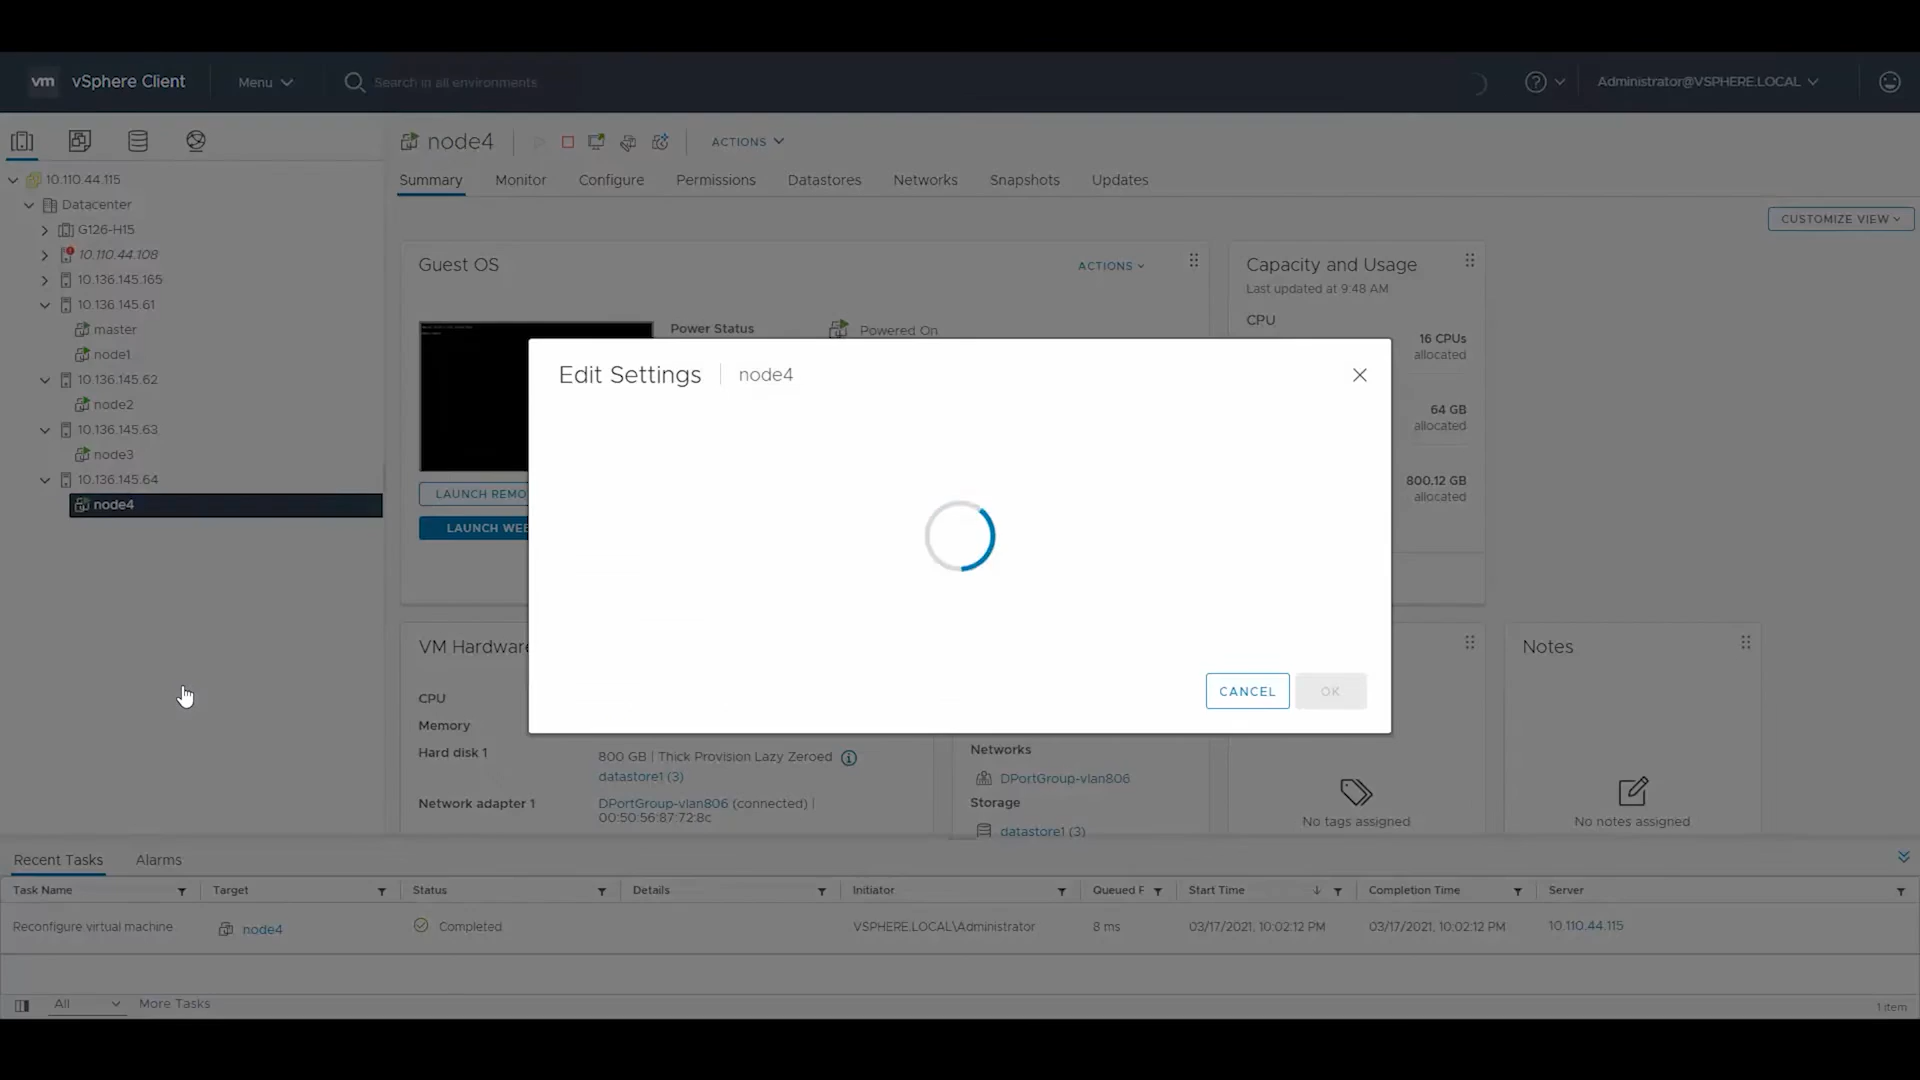 vm vSphere Client Menu Search in all environments Administrator@VSPHERE.LOCAL
node4 ACTIONS
10.110.44.115
Datacenter
G126-H15
10.110.44.108
10.136.145.165
10.136.145.61
master
node1
10.136.145.62
node2
10.136.145.63
node3
10.136.145.64
node4
Summary Monitor Configure Permissions Datastores Networks Snapshots Updates
CUSTOMIZE VIEW
Guest OS ACTIONS
Power Status Powered On
LAUNCH REMO
LAUNCH WEB
Capacity and Usage
Last updated at 9:48 AM
CPU
16 CPUs
allocated
64 GB
allocated
800.12 GB
allocated
Edit Settings node4
CANCEL OK
VM Hardware
CPU
Memory
Hard disk 1 800 GB | Thick Provision Lazy Zeroed
datastore1 (3)
Network adapter 1 DPortGroup-vlan806 (connected) |
00:50:56:87:72:8c
Networks
DPortGroup-vlan806
Storage
datastore1 (3)
No tags assigned
Notes
No notes assigned
Recent Tasks Alarms
Task Name Target Status Details Initiator Queued F Start Time Completion Time Server
Reconfigure virtual machine node4 Completed VSPHERE.LOCAL\Administrator 8 ms 03/17/2021, 10:02:12 PM 03/17/2021, 10:02:12 PM 10.110.44.115
All More Tasks 1 item